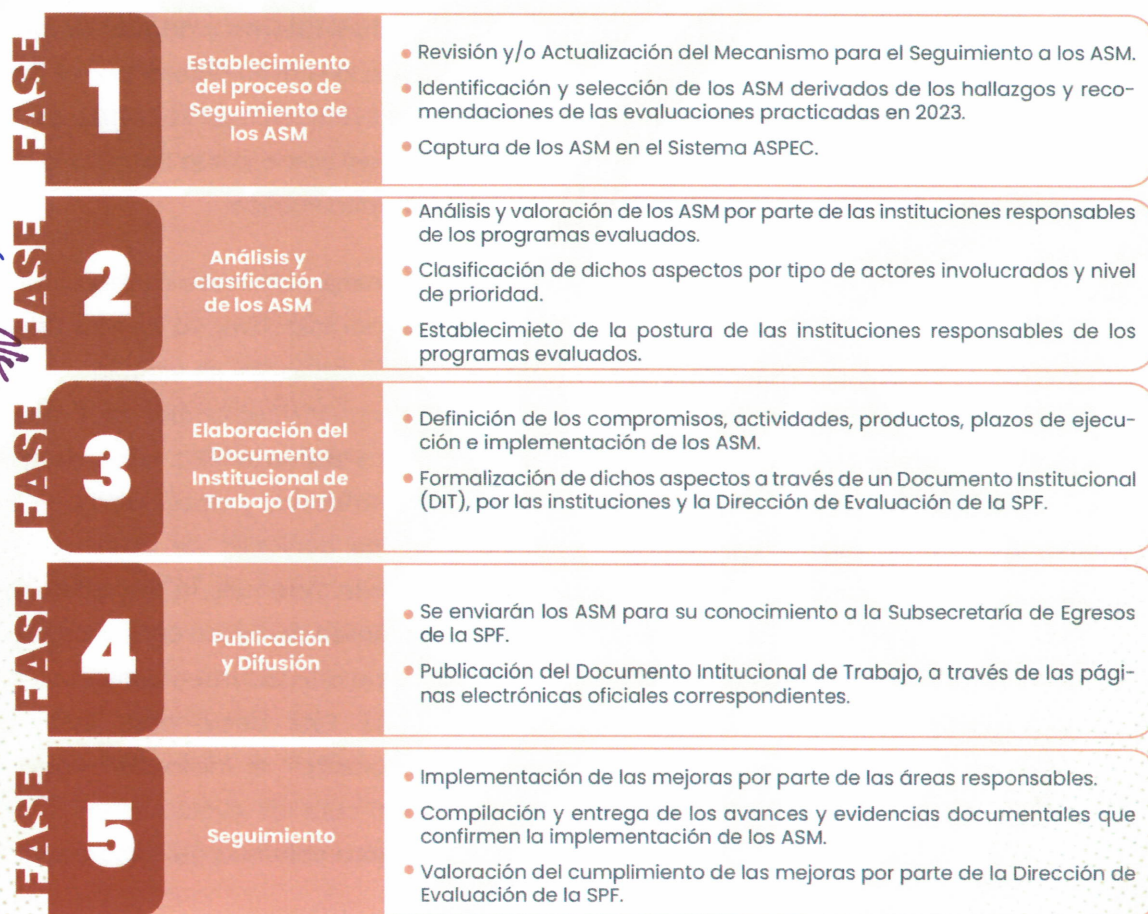 FASE
1
Establecimiento
del proceso de
Seguimiento de
los ASM
• Revisión y/o Actualización del Mecanismo para el Seguimiento a los ASM.
• Identificación y selección de los ASM derivados de los hallazgos y reco-
mendaciones de las evaluaciones practicadas en 2023.
• Captura de los ASM en el Sistema ASPEC.
FASE
2
Análisis y
clasificación
de los ASM
• Análisis y valoración de los ASM por parte de las instituciones responsables
de los programas evaluados.
• Clasificación de dichos aspectos por tipo de actores involucrados y nivel
de prioridad.
• Establecimieto de la postura de las instituciones responsables de los
programas evaluados.
FASE
3
Elaboración del
Documento
Institucional de
Trabajo (DIT)
• Definición de los compromisos, actividades, productos, plazos de ejecu-
ción e implementación de los ASM.
• Formalización de dichos aspectos a través de un Documento Institucional
(DIT), por las instituciones y la Dirección de Evaluación de la SPF.
FASE
4
Publicación
y Difusión
• Se enviarán los ASM para su conocimiento a la Subsecretaría de Egresos
de la SPF.
• Publicación del Documento Intitucional de Trabajo, a través de las pági-
nas electrónicas oficiales correspondientes.
FASE
5
Seguimiento
• Implementación de las mejoras por parte de las áreas responsables.
• Compilación y entrega de los avances y evidencias documentales que
confirmen la implementación de los ASM.
• Valoración del cumplimiento de las mejoras por parte de la Dirección de
Evaluación de la SPF.